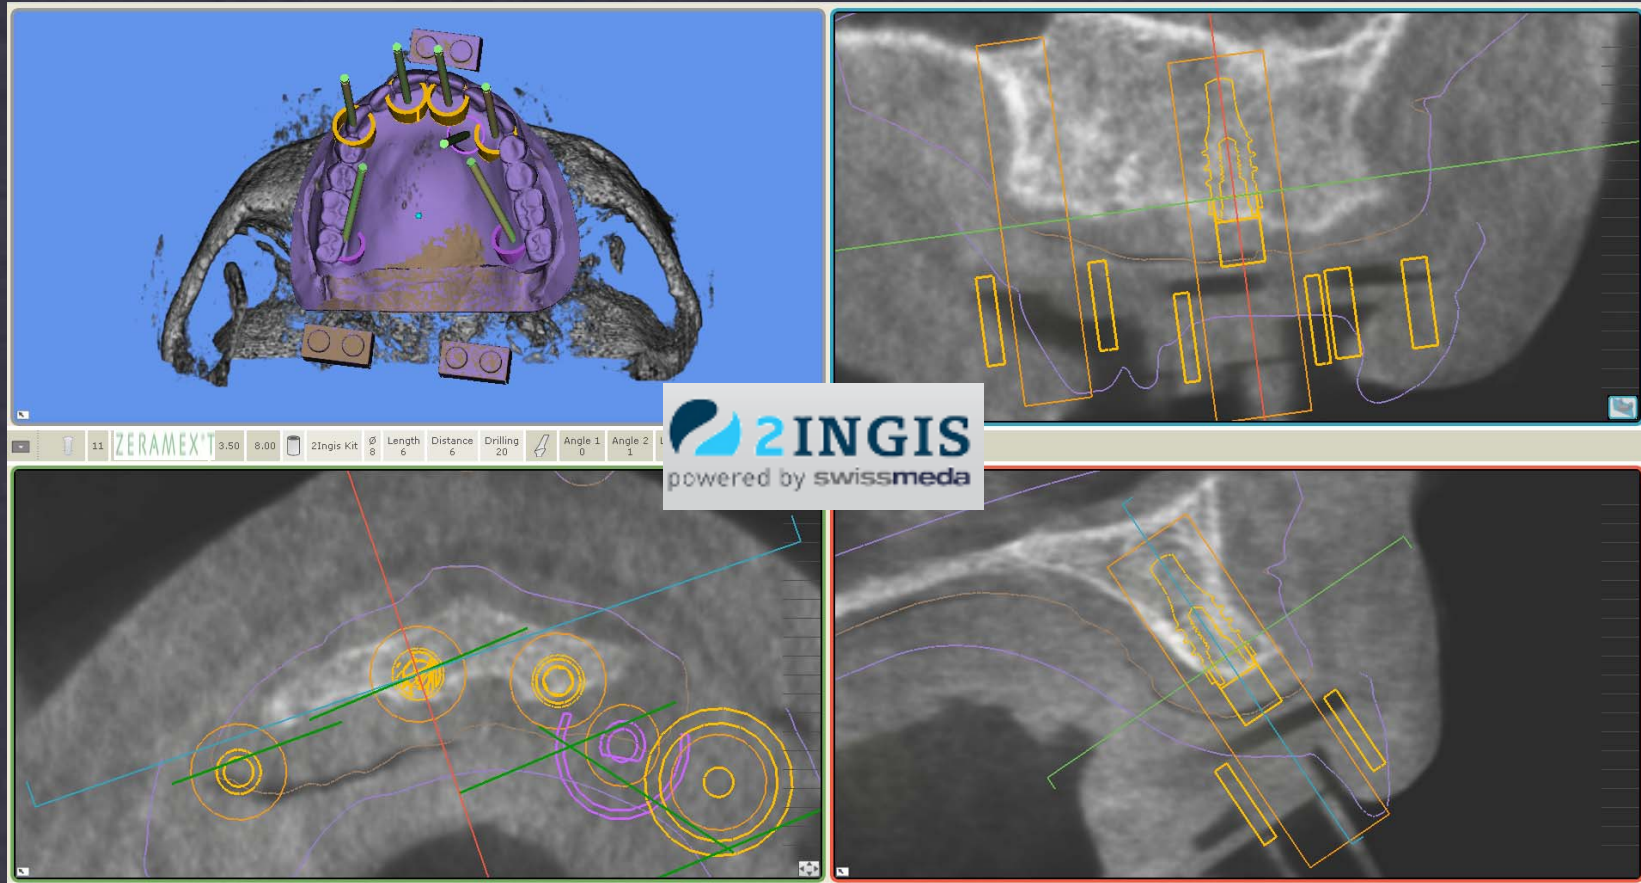 11 ZERAMEX®T 3.50 8.00 2Ingis Kit Ø 8 Length 6 Distance 6 Drilling 20 Angle 1 0 Angle 2 1
2INGIS
powered by swissmeda